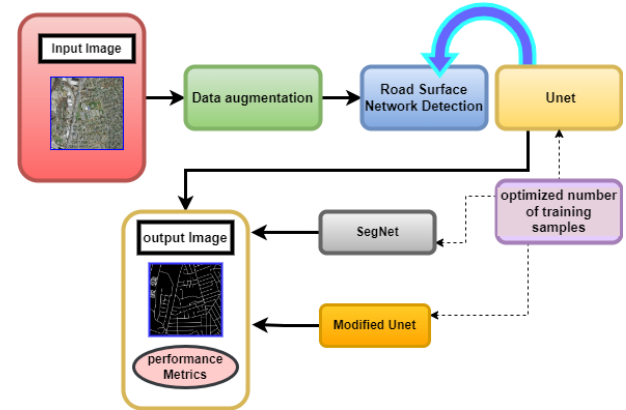 Input Image
Data augmentation
Road Surface
Network Detection
Unet
optimized number
of training
samples
output Image
SegNet
Modified Unet
performance
Metrics